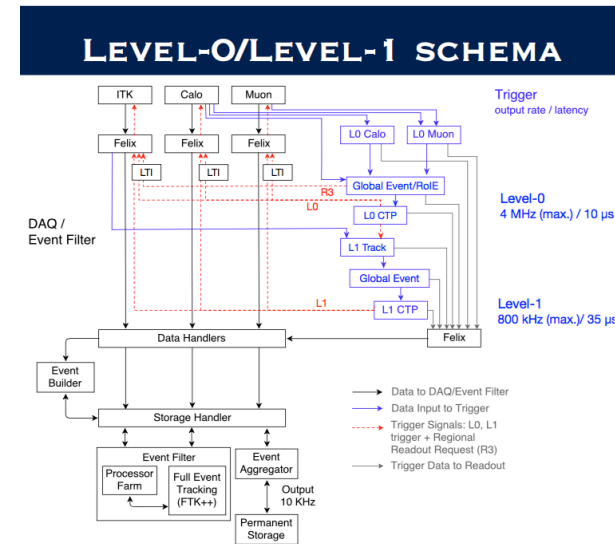 LEVEL-0/LEVEL-1 SCHEMA
ITK
Calo
Muon
Trigger
output rate / latency
L0 Calo
L0 Muon
Felix
Felix
Felix
LTI
LTI
LTI
Global Event/RoIE
R3
L0
L0 CTP
Level-0
4 MHz (max.) / 10 µs
DAQ /
Event Filter
L1 Track
Global Event
L1
L1 CTP
Level-1
800 kHz (max.)/ 35 µs
Data Handlers
Felix
Event
Builder
Storage Handler
Data to DAQ/Event Filter
Data Input to Trigger
Trigger Signals: L0, L1
trigger + Regional
Readout Request (R3)
Trigger Data to Readout
Event Filter
Processor
Farm
Full Event
Tracking
(FTK++)
Event
Aggregator
Output
10 KHz
Permanent
Storage